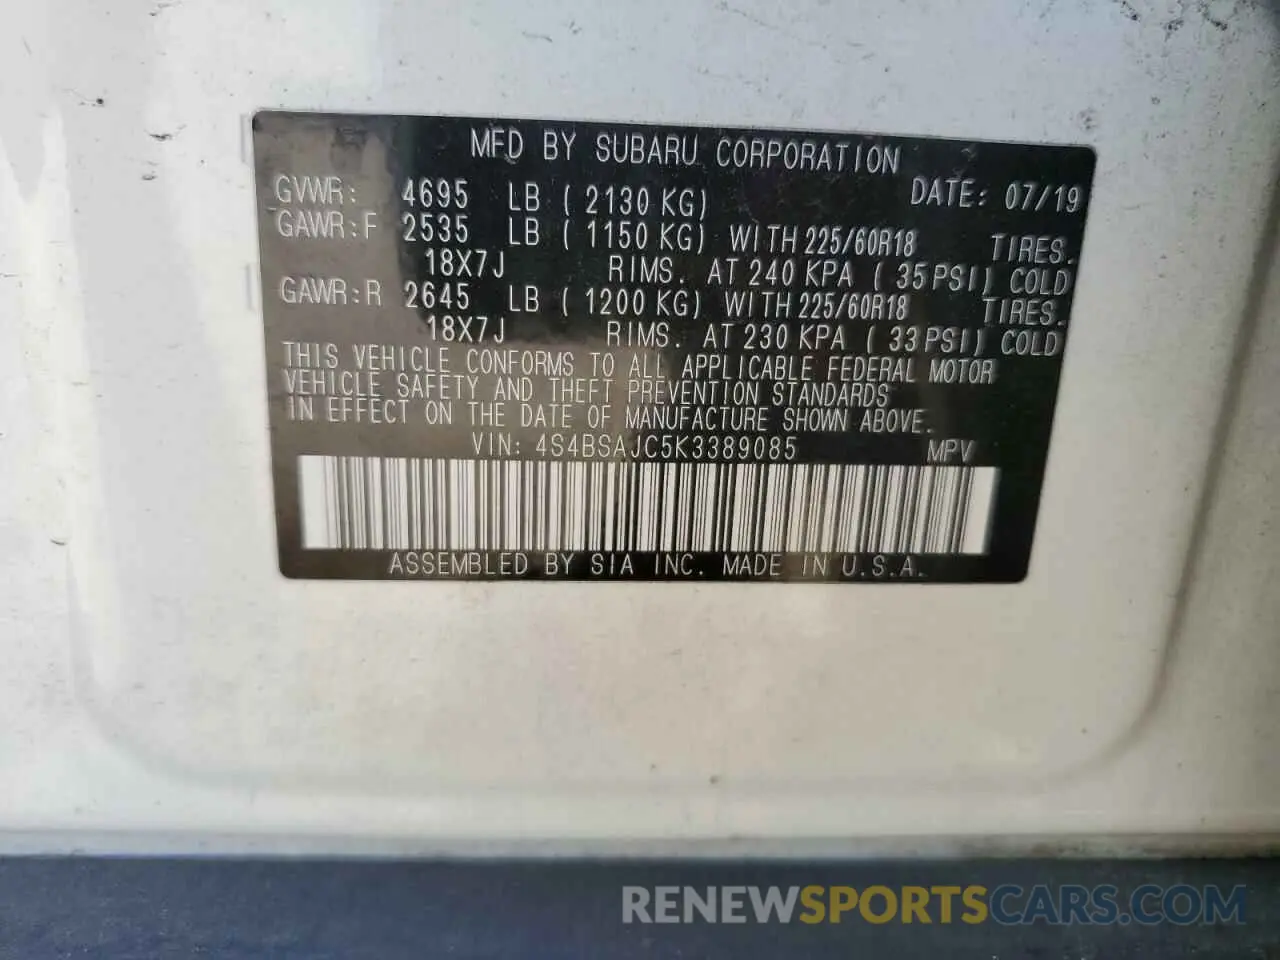 MFD BY SUBARU CORPORATION
GVWR: 4695 LB ( 2130 KG) DATE: 07/19
GAWR:F 2535 LB ( 1150 KG) WITH 225/60R18 TIRES.
18X7J RIMS. AT 240 KPA ( 35 PSI) COLD
GAWR:R 2645 LB ( 1200 KG) WITH 225/60R18 TIRES.
18X7J RIMS. AT 230 KPA ( 33 PSI) COLD
THIS VEHICLE CONFORMS TO ALL APPLICABLE FEDERAL MOTOR
VEHICLE SAFETY AND THEFT PREVENTION STANDARDS
IN EFFECT ON THE DATE OF MANUFACTURE SHOWN ABOVE.
VIN: 4S4BSAJC5K3389085 MPV
ASSEMBLED BY SIA INC. MADE IN U.S.A.
RENEWSPORTSCARS.COM